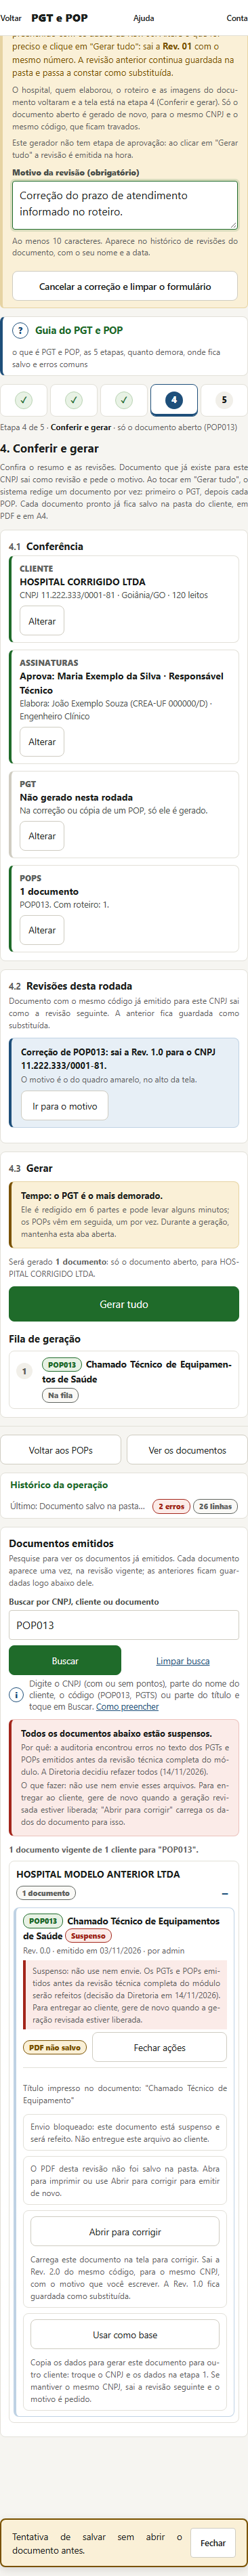 Voltar PGT e POP Ajuda Conta
preciso e clique em "Gerar tudo": sai a Rev. 01 com o
mesmo número. A revisão anterior continua guardada na
pasta e passa a constar como substituída.
O hospital, quem elaborou, o roteiro e as imagens do docu-
mento voltaram e a tela está na etapa 4 (Conferir e gerar). Só o
documento aberto é gerado de novo, para o mesmo CNPJ e o
mesmo código, que ficam travados.
Este gerador não tem etapa de aprovação: ao clicar em "Gerar
tudo" a revisão é emitida na hora.
Motivo da revisão (obrigatório)
Correção do prazo de atendimento
informado no roteiro.
Ao menos 10 caracteres. Aparece no histórico de revisões do
documento, com o seu nome e a data.
Cancelar a correção e limpar o formulário
? Guia do PGT e POP
o que é PGT e POP, as 5 etapas, quanto demora, onde fica
salvo e erros comuns
✓ ✓ ✓ 4 5
Etapa 4 de 5 · Conferir e gerar · só o documento aberto (POP013)
4. Conferir e gerar
Confira o resumo e as revisões. Documento que já existe para este
CNPJ sai como revisão e pede o motivo. Ao tocar em "Gerar tudo", o
sistema redige um documento por vez: primeiro o PGT, depois cada
POP. Cada documento pronto já fica salvo na pasta do cliente, em
PDF e em A4.
4.1 Conferência
CLIENTE
HOSPITAL CORRIGIDO LTDA
CNPJ 11.222.333/0001-81 · Goiânia/GO · 120 leitos
Alterar
ASSINATURAS
Aprova: Maria Exemplo da Silva · Responsável
Técnico
Elabora: João Exemplo Souza (CREA-UF 000000/D) ·
Engenheiro Clínico
Alterar
PGT
Não gerado nesta rodada
Na correção ou cópia de um POP, só ele é gerado.
Alterar
POPS
1 documento
POP013. Com roteiro: 1.
Alterar
4.2 Revisões desta rodada
Documento com o mesmo código já emitido para este CNPJ sai
como a revisão seguinte. A anterior fica guardada como
substituída.
Correção de POP013: sai a Rev. 1.0 para o CNPJ
11.222.333/0001-81.
O motivo é o do quadro amarelo, no alto da tela.
Ir para o motivo
4.3 Gerar
Tempo: o PGT é o mais demorado.
Ele é redigido em 6 partes e pode levar alguns minutos;
os POPs vêm em seguida, um por vez. Durante a geração,
mantenha esta aba aberta.
Será gerado 1 documento: só o documento aberto, para HOS-
PITAL CORRIGIDO LTDA.
Gerar tudo
Fila de geração
1 POP013 Chamado Técnico de Equipamen-
tos de Saúde
Na fila
Voltar aos POPs Ver os documentos
Histórico da operação
Último: Documento salvo na pasta... 2 erros 26 linhas
Documentos emitidos
Pesquise para ver os documentos já emitidos. Cada documento
aparece uma vez, na revisão vigente; as anteriores ficam guar-
dadas logo abaixo dele.
Buscar por CNPJ, cliente ou documento
POP013
Buscar Limpar busca
i Digite o CNPJ (com ou sem pontos), parte do nome do
cliente, o código (POP013, PGTS) ou parte do título e
toque em Buscar. Como preencher
Todos os documentos abaixo estão suspensos.
Por quê: a auditoria encontrou erros no texto dos PGTs e
POPs emitidos antes da revisão técnica completa do mó-
dulo. A Diretoria decidiu refazer todos (14/11/2026).
O que fazer: não use nem envie esses arquivos. Para en-
tregar ao cliente, gere de novo quando a geração revi-
sada estiver liberada; "Abrir para corrigir" carrega os da-
dos do documento para isso.
1 documento vigente de 1 cliente para "POP013".
HOSPITAL MODELO ANTERIOR LTDA
1 documento –
POP013 Chamado Técnico de Equipamentos
de Saúde Suspenso
Rev. 0.0 · emitido em 03/11/2026 · por admin
Suspenso: não use nem envie. Os PGTs e POPs emi-
tidos antes da revisão técnica completa do módulo
serão refeitos (decisão da Diretoria em 14/11/2026).
Para entregar ao cliente, gere de novo quando a ge-
ração revisada estiver liberada.
PDF não salvo Fechar ações
Título impresso no documento: "Chamado Técnico de
Equipamento"
Envio bloqueado: este documento está suspenso e
será refeito. Não entregue este arquivo ao cliente.
O PDF desta revisão não foi salvo na pasta. Abra
para imprimir ou use Abrir para corrigir para emitir
de novo.
Abrir para corrigir
Carrega este documento na tela para corrigir. Sai a
Rev. 2.0 do mesmo código, para o mesmo CNPJ,
com o motivo que você escrever. A Rev. 1.0 fica
guardada como substituída.
Usar como base
Copia os dados para gerar este documento para ou-
tro cliente: troque o CNPJ e os dados na etapa 1. Se
mantiver o mesmo CNPJ, sai a revisão seguinte e o
motivo é pedido.
Tentativa de salvar sem abrir o
documento antes.
Fechar